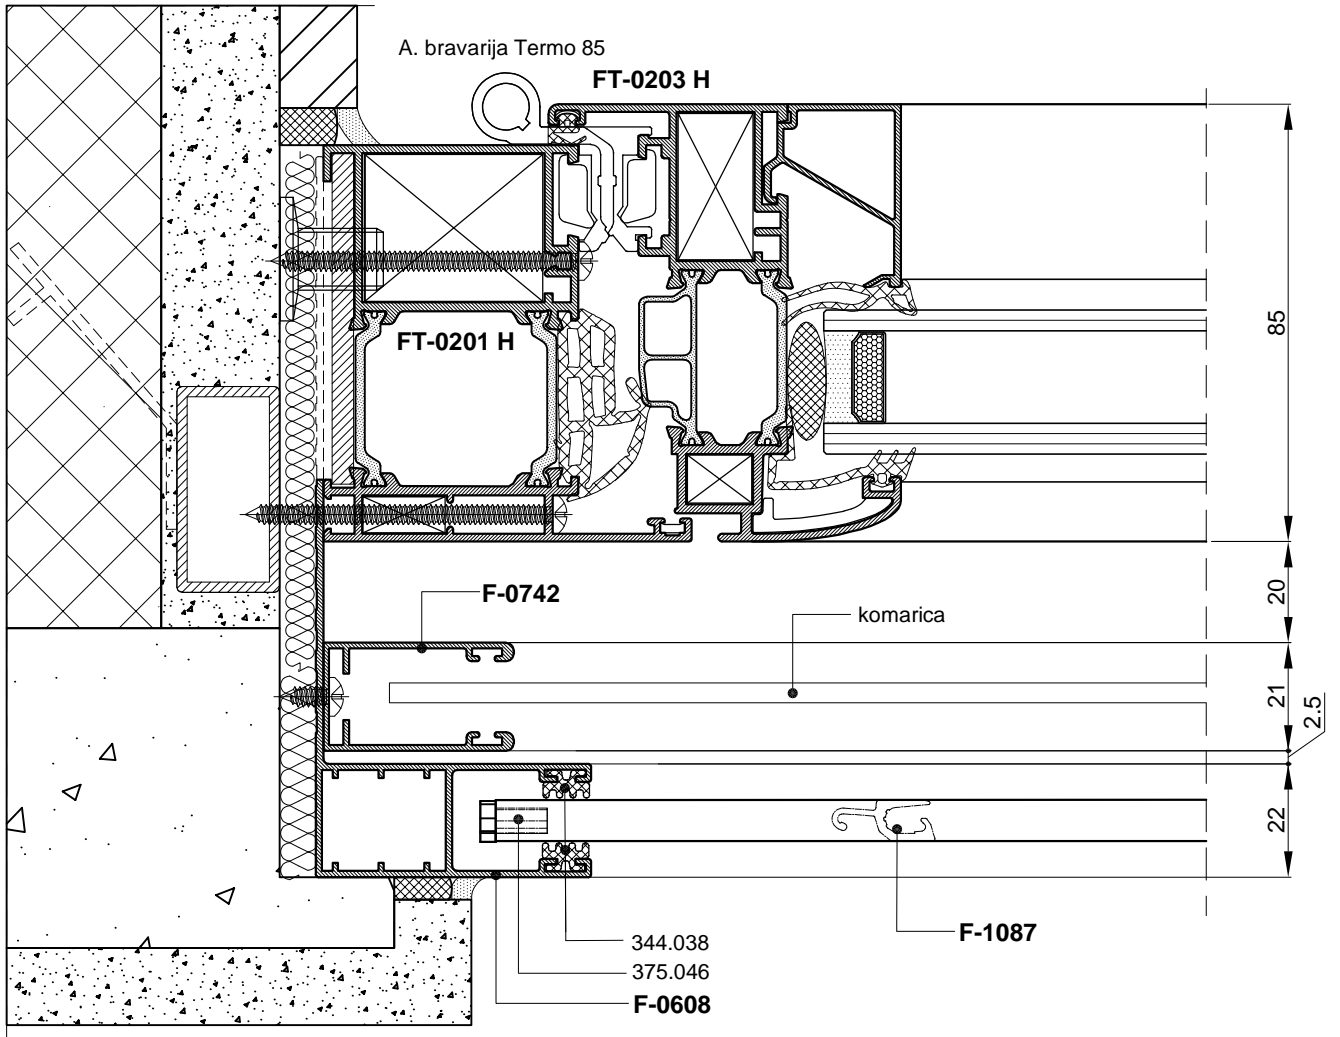 A. bravarija Termo 85
FT-0203 H
FT-0201 H
85
F-0742
20
komarica
21
2.5
22
F-1087
344.038
375.046
F-0608